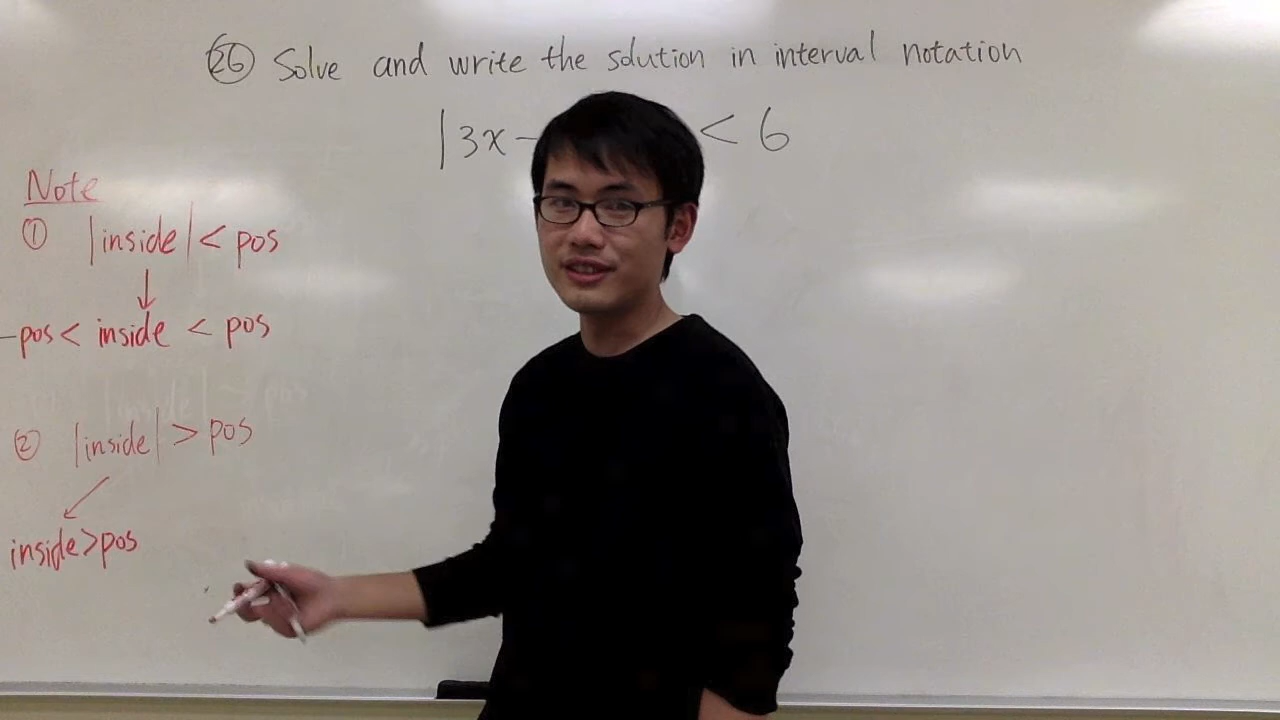 26 Solve and write the solution in interval notation
|3x- < 6
Note
① |inside| < pos
↓
-pos < inside < pos
② |inside| > pos
↙
inside > pos